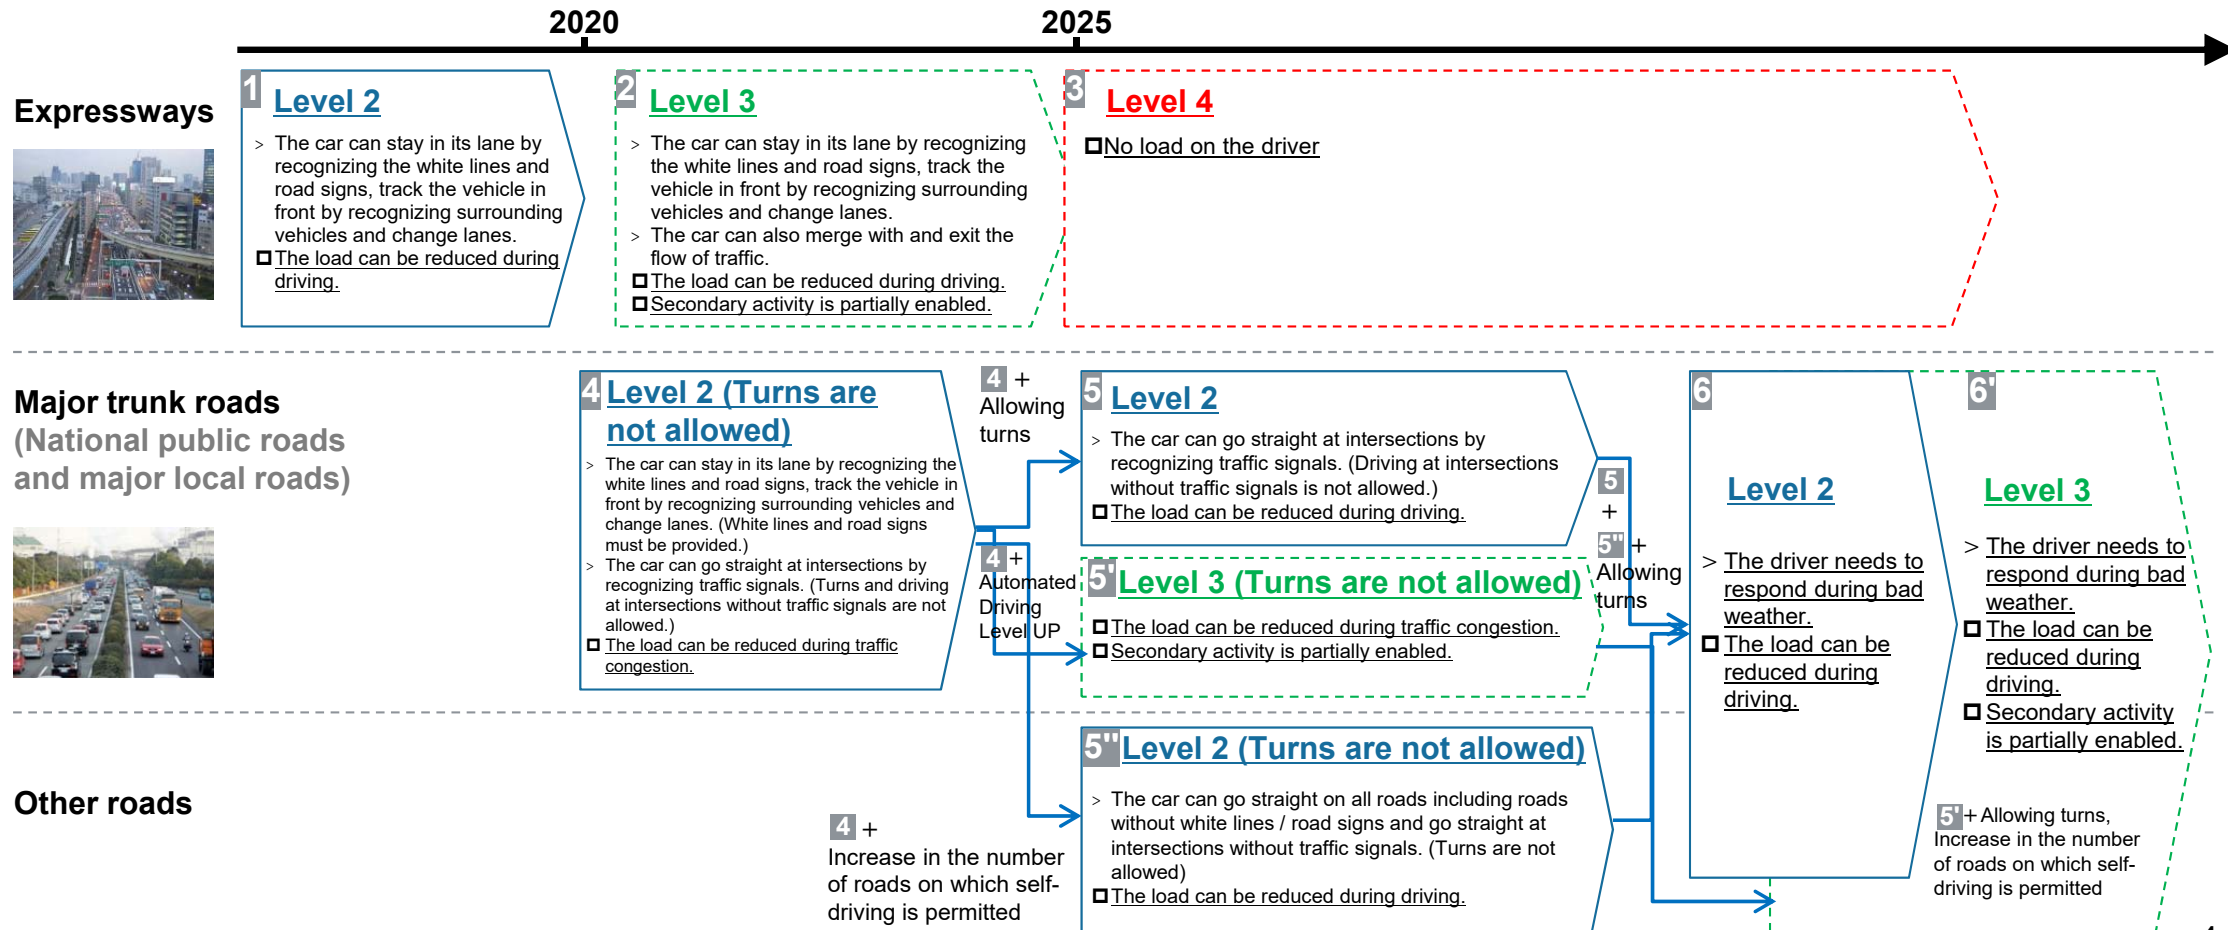 2020
2025
Expressways
1
Level 2
> The car can stay in its lane by
recognizing the white lines and
road signs, track the vehicle in
front by recognizing surrounding
vehicles and change lanes.
The load can be reduced during
driving.
2
Level 3
> The car can stay in its lane by recognizing
the white lines and road signs, track the
vehicle in front by recognizing surrounding
vehicles and change lanes.
> The car can also merge with and exit the
flow of traffic.
The load can be reduced during driving.
Secondary activity is partially enabled.
3
Level 4
No load on the driver
Major trunk roads
(National public roads
and major local roads)
4
Level 2 (Turns are
not allowed)
> The car can stay in its lane by recognizing the
white lines and road signs, track the vehicle in
front by recognizing surrounding vehicles and
change lanes. (White lines and road signs
must be provided.)
> The car can go straight at intersections by
recognizing traffic signals. (Turns and driving
at intersections without traffic signals are not
allowed.)
The load can be reduced during traffic
congestion.
4 +
Allowing
turns
4 +
Automated
Driving
Level UP
5
Level 2
> The car can go straight at intersections by
recognizing traffic signals. (Driving at intersections
without traffic signals is not allowed.)
The load can be reduced during driving.
5'
Level 3 (Turns are not allowed)
The load can be reduced during traffic congestion.
Secondary activity is partially enabled.
5
+
5'' +
Allowing
turns
6
Level 2
> The driver needs to
respond during bad
weather.
The load can be
reduced during
driving.
6'
Level 3
> The driver needs to
respond during bad
weather.
The load can be
reduced during
driving.
Secondary activity
is partially enabled.
Other roads
4 +
Increase in the number
of roads on which self-
driving is permitted
5''
Level 2 (Turns are not allowed)
> The car can go straight on all roads including roads
without white lines / road signs and go straight at
intersections without traffic signals. (Turns are not
allowed)
The load can be reduced during driving.
5' + Allowing turns,
Increase in the number
of roads on which self-
driving is permitted